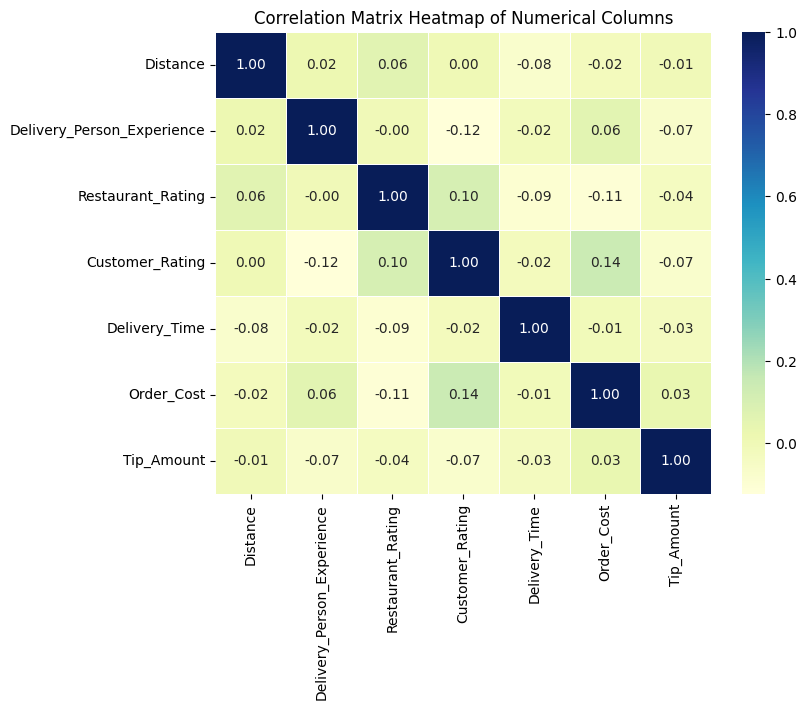 Correlation Matrix Heatmap of Numerical Columns
Distance 1.00 0.02 0.06 0.00 -0.08 -0.02 -0.01
Delivery_Person_Experience 0.02 1.00 -0.00 -0.12 -0.02 0.06 -0.07
Restaurant_Rating 0.06 -0.00 1.00 0.10 -0.09 -0.11 -0.04
Customer_Rating 0.00 -0.12 0.10 1.00 -0.02 0.14 -0.07
Delivery_Time -0.08 -0.02 -0.09 -0.02 1.00 -0.01 -0.03
Order_Cost -0.02 0.06 -0.11 0.14 -0.01 1.00 0.03
Tip_Amount -0.01 -0.07 -0.04 -0.07 -0.03 0.03 1.00
Distance
Delivery_Person_Experience
Restaurant_Rating
Customer_Rating
Delivery_Time
Order_Cost
Tip_Amount
1.0
0.8
0.6
0.4
0.2
0.0